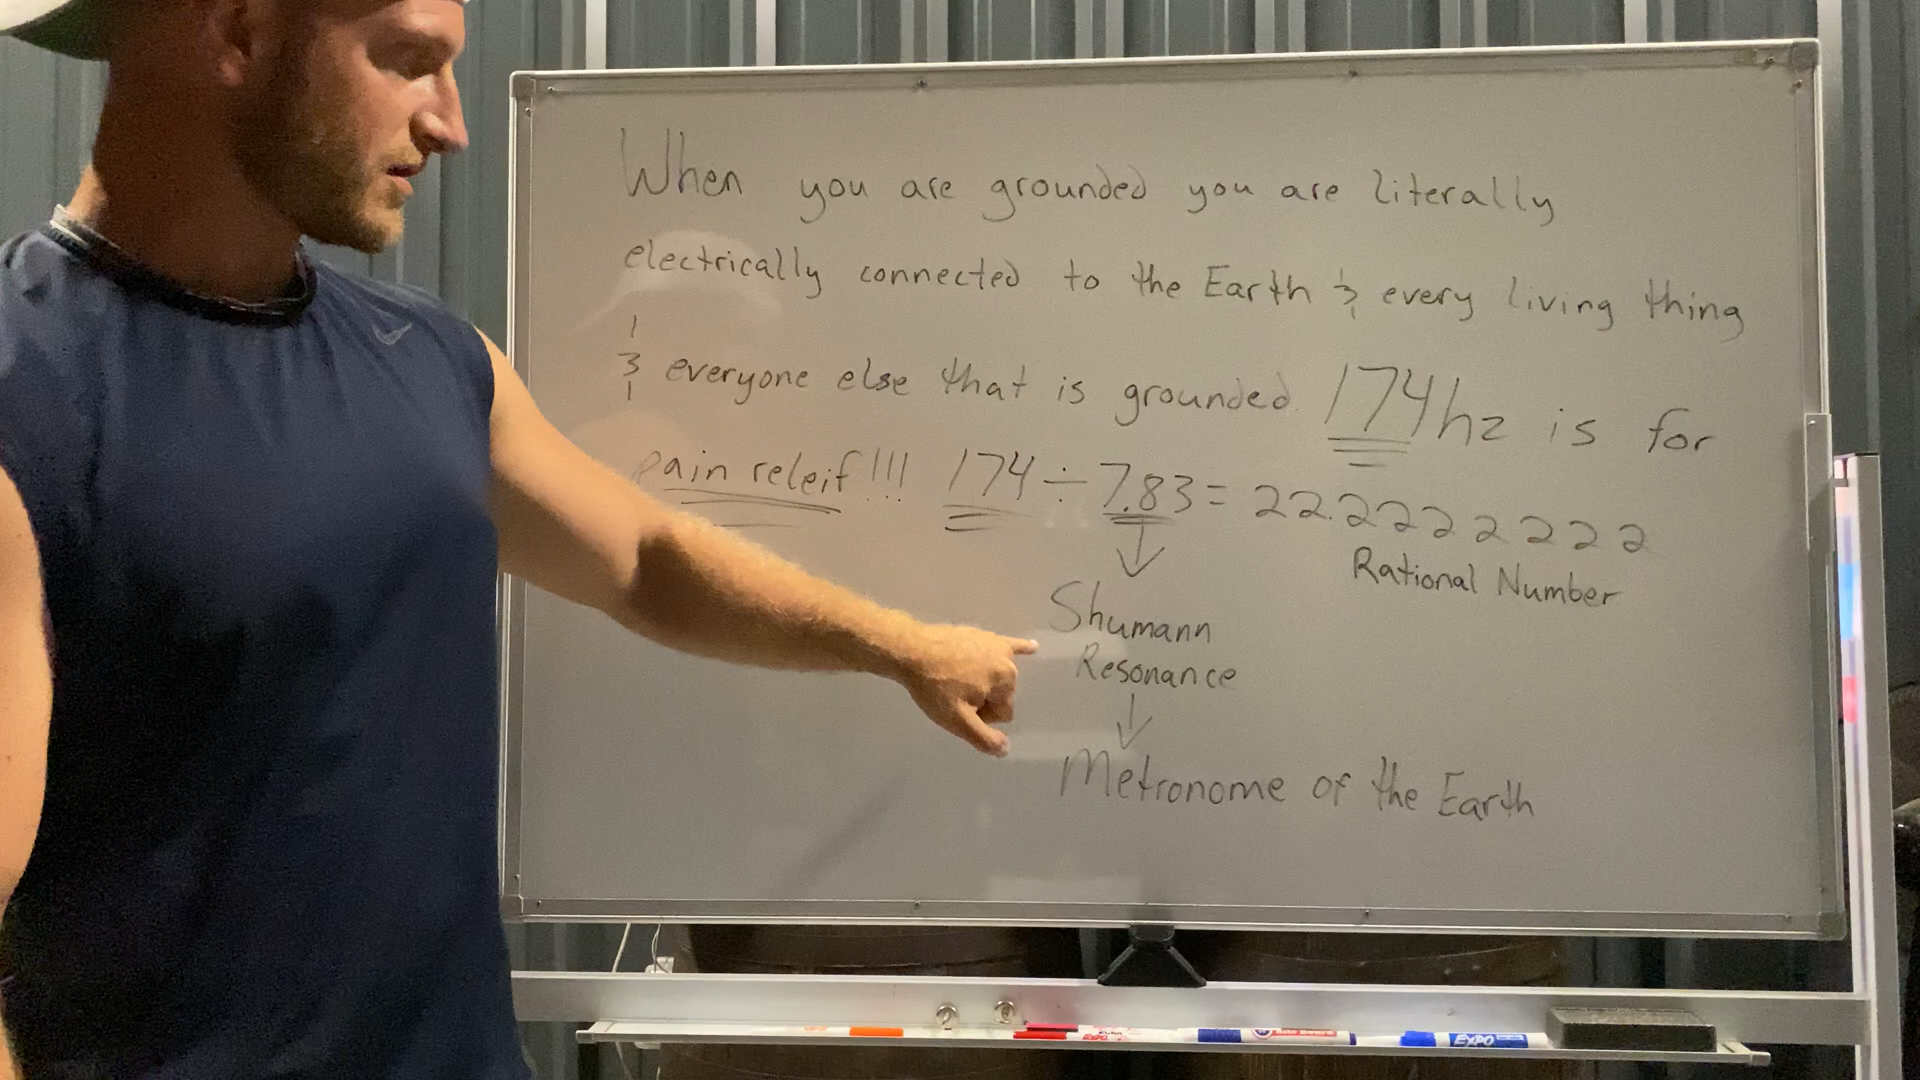 When you are grounded you are literally
electrically connected to the Earth & every living thing
& everyone else that is grounded. 174hz is for
pain releif!!! 174 ÷ 7.83 = 22.2222222
Rational Number
Shumann
Resonance
Metronome of the Earth
EXPO
EXPO